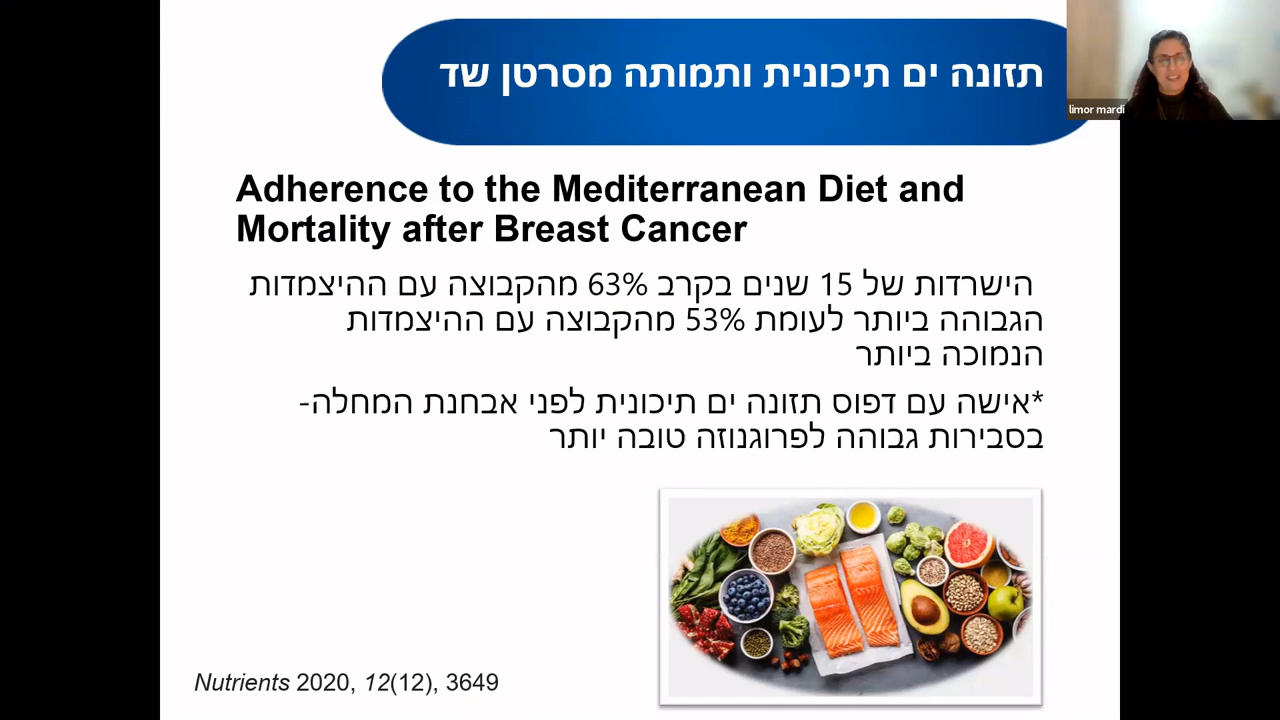 תזונה ים תיכונית ותמותה מסרטן שד
limor mardi
Adherence to the Mediterranean Diet and
Mortality after Breast Cancer
הישרדות של 15 שנים בקרב 63% מהקבוצה עם ההיצמדות
הגבוהה ביותר לעומת 53% מהקבוצה עם ההיצמדות
הנמוכה ביותר
*אישה עם דפוס תזונה ים תיכונית לפני אבחנת המחלה-
בסבירות גבוהה לפרוגנוזה טובה יותר
Nutrients 2020, 12(12), 3649